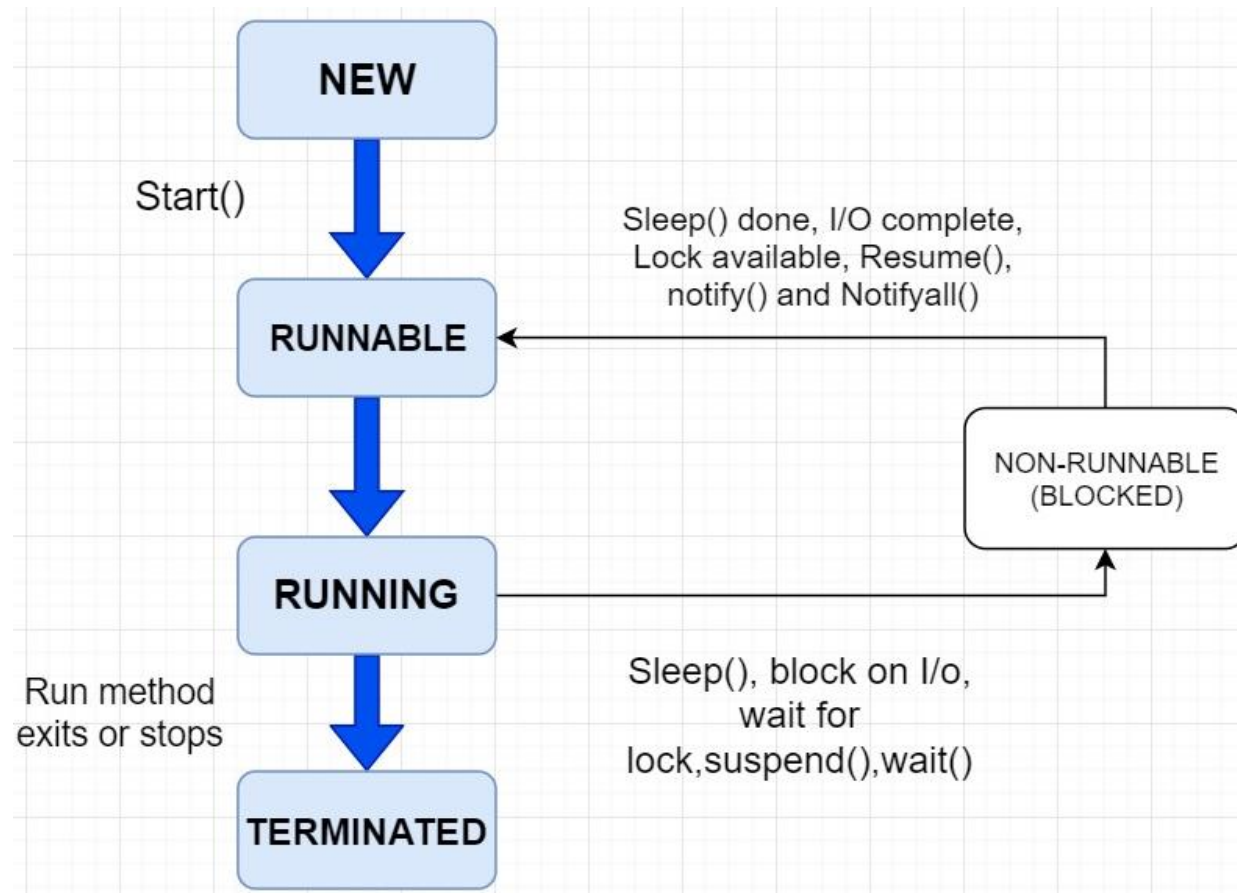 NEW
Start()
Sleep() done, I/O complete,
Lock available, Resume(),
notify() and Notifyall()
RUNNABLE
NON-RUNNABLE
(BLOCKED)
RUNNING
Run method
exits or stops
Sleep(), block on I/o,
wait for
lock,suspend(),wait()
TERMINATED